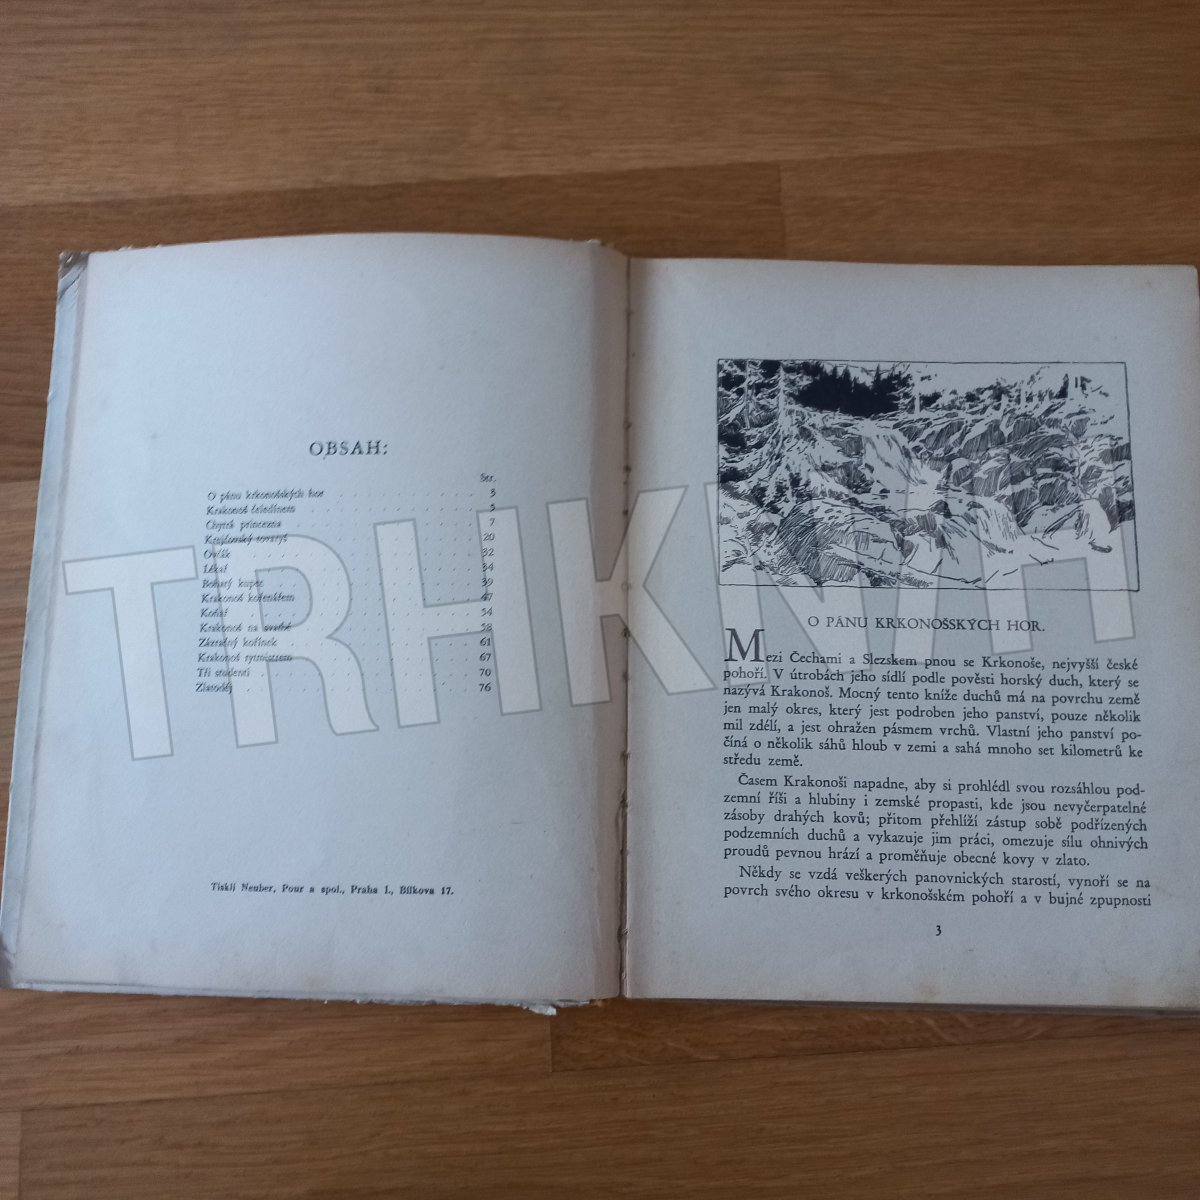 OBSAH:
Str.
O pánu krkonošských hor 3
Krakonoš čeledínem 5
Chytrá princezna 7
Krejčovský tovaryš 20
Ovčák 32
Lékař 34
Bohatý kupec 39
Krakonoš kořenářem 47
Koňař 54
Krakonoš na svatbě 58
Zázračný kořínek 61
Krakonoš rytmistrem 67
Tři studenti 70
Zlatoděj 76
Tiskli Neuber, Pour a spol., Praha I., Bílkova 17.
O PÁNU KRKONOŠSKÝCH HOR.
Mezi Čechami a Slezskem pnou se Krkonoše, nejvyšší české
pohoří. V útrobách jeho sídlí podle pověsti horský duch, který se
nazývá Krakonoš. Mocný tento kníže duchů má na povrchu země
jen malý okres, který jest podroben jeho panství, pouze několik
mil zdélí, a jest ohražen pásmem vrchů. Vlastní jeho panství po-
číná o několik sáhů hloub v zemi a sahá mnoho set kilometrů ke
středu země.
Časem Krakonoši napadne, aby si prohlédl svou rozsáhlou pod-
zemní říši a hlubiny i zemské propasti, kde jsou nevyčerpatelné
zásoby drahých kovů; přitom přehlíží zástup sobě podřízených
podzemních duchů a vykazuje jim práci, omezuje sílu ohnivých
proudů pevnou hrází a proměňuje obecné kovy v zlato.
Někdy se vzdá veškerých panovnických starostí, vynoří se na
povrch svého okresu v krkonošském pohoří a v bujné zpupnosti
3
TRHKNIH